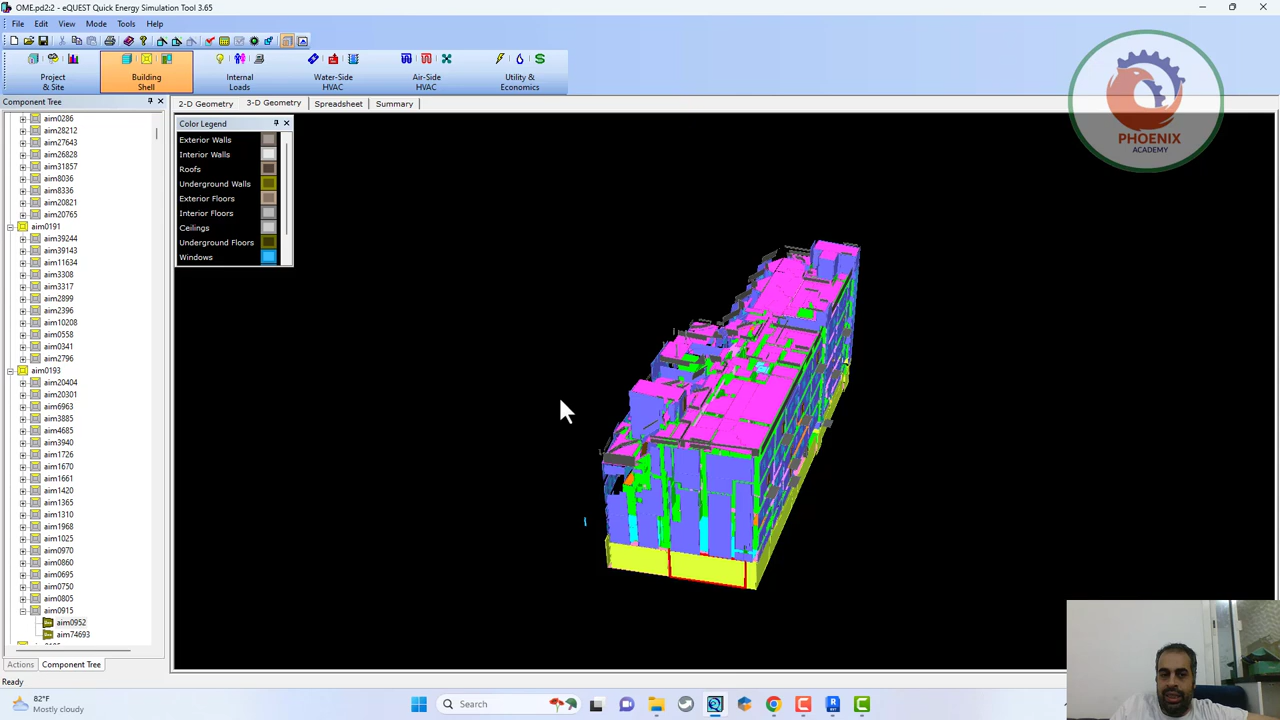 OME.pd2:2 - eQUEST Quick Energy Simulation Tool 3.65
File Edit View Mode Tools Help
Project & Site
Building Shell
Internal Loads
Water-Side HVAC
Air-Side HVAC
Utility & Economics
Component Tree
2-D Geometry 3-D Geometry Spreadsheet Summary
aim0286
aim28212
aim27643
aim26828
aim31857
aim8036
aim8336
aim20821
aim20765
aim0191
aim39244
aim39143
aim11634
aim3308
aim3317
aim2899
aim2396
aim10208
aim0558
aim0341
aim2796
aim0193
aim20404
aim20301
aim6963
aim3885
aim4685
aim3940
aim1726
aim1670
aim1661
aim1420
aim1365
aim1310
aim1968
aim1025
aim0970
aim0860
aim0695
aim0750
aim0805
aim0915
aim0952
aim74693
Actions Component Tree
Color Legend
Exterior Walls
Interior Walls
Roofs
Underground Walls
Exterior Floors
Interior Floors
Ceilings
Underground Floors
Windows
PHOENIX
ACADEMY
Ready
82°F
Mostly cloudy
Search